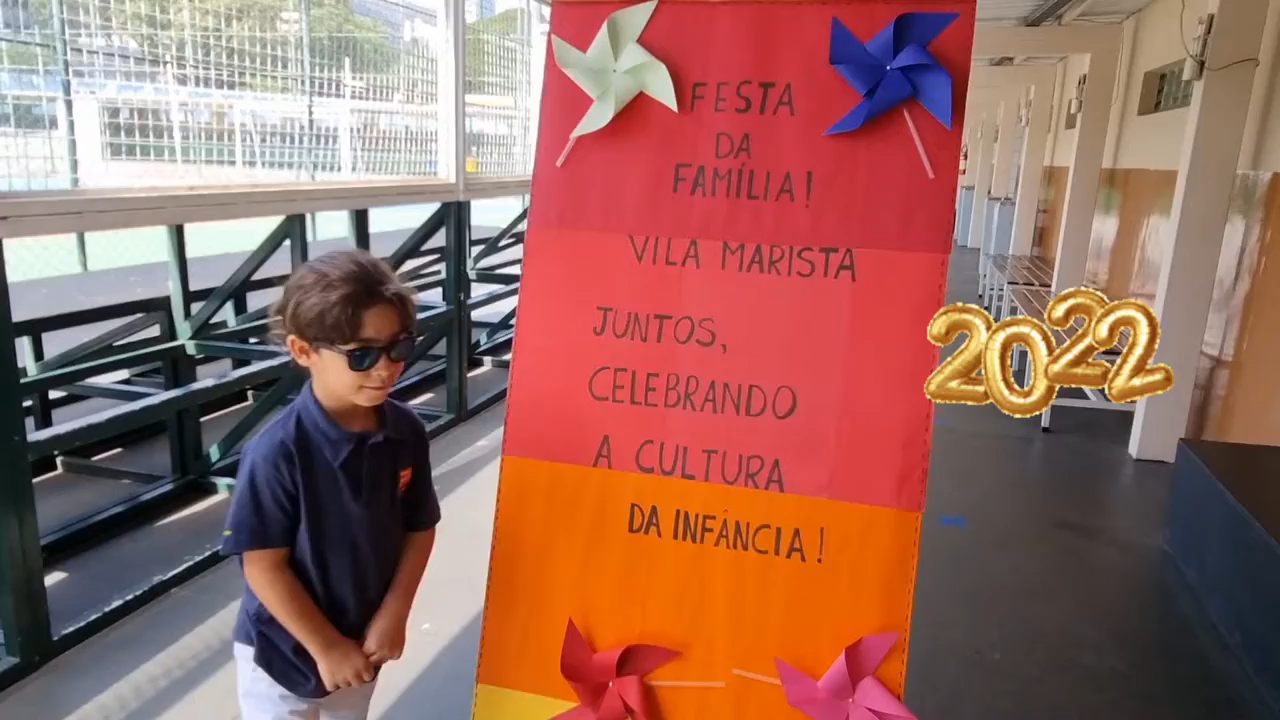 FESTA
DA
FAMÍLIA!
VILA MARISTA
JUNTOS,
CELEBRANDO
A CULTURA
DA INFÂNCIA!
2022